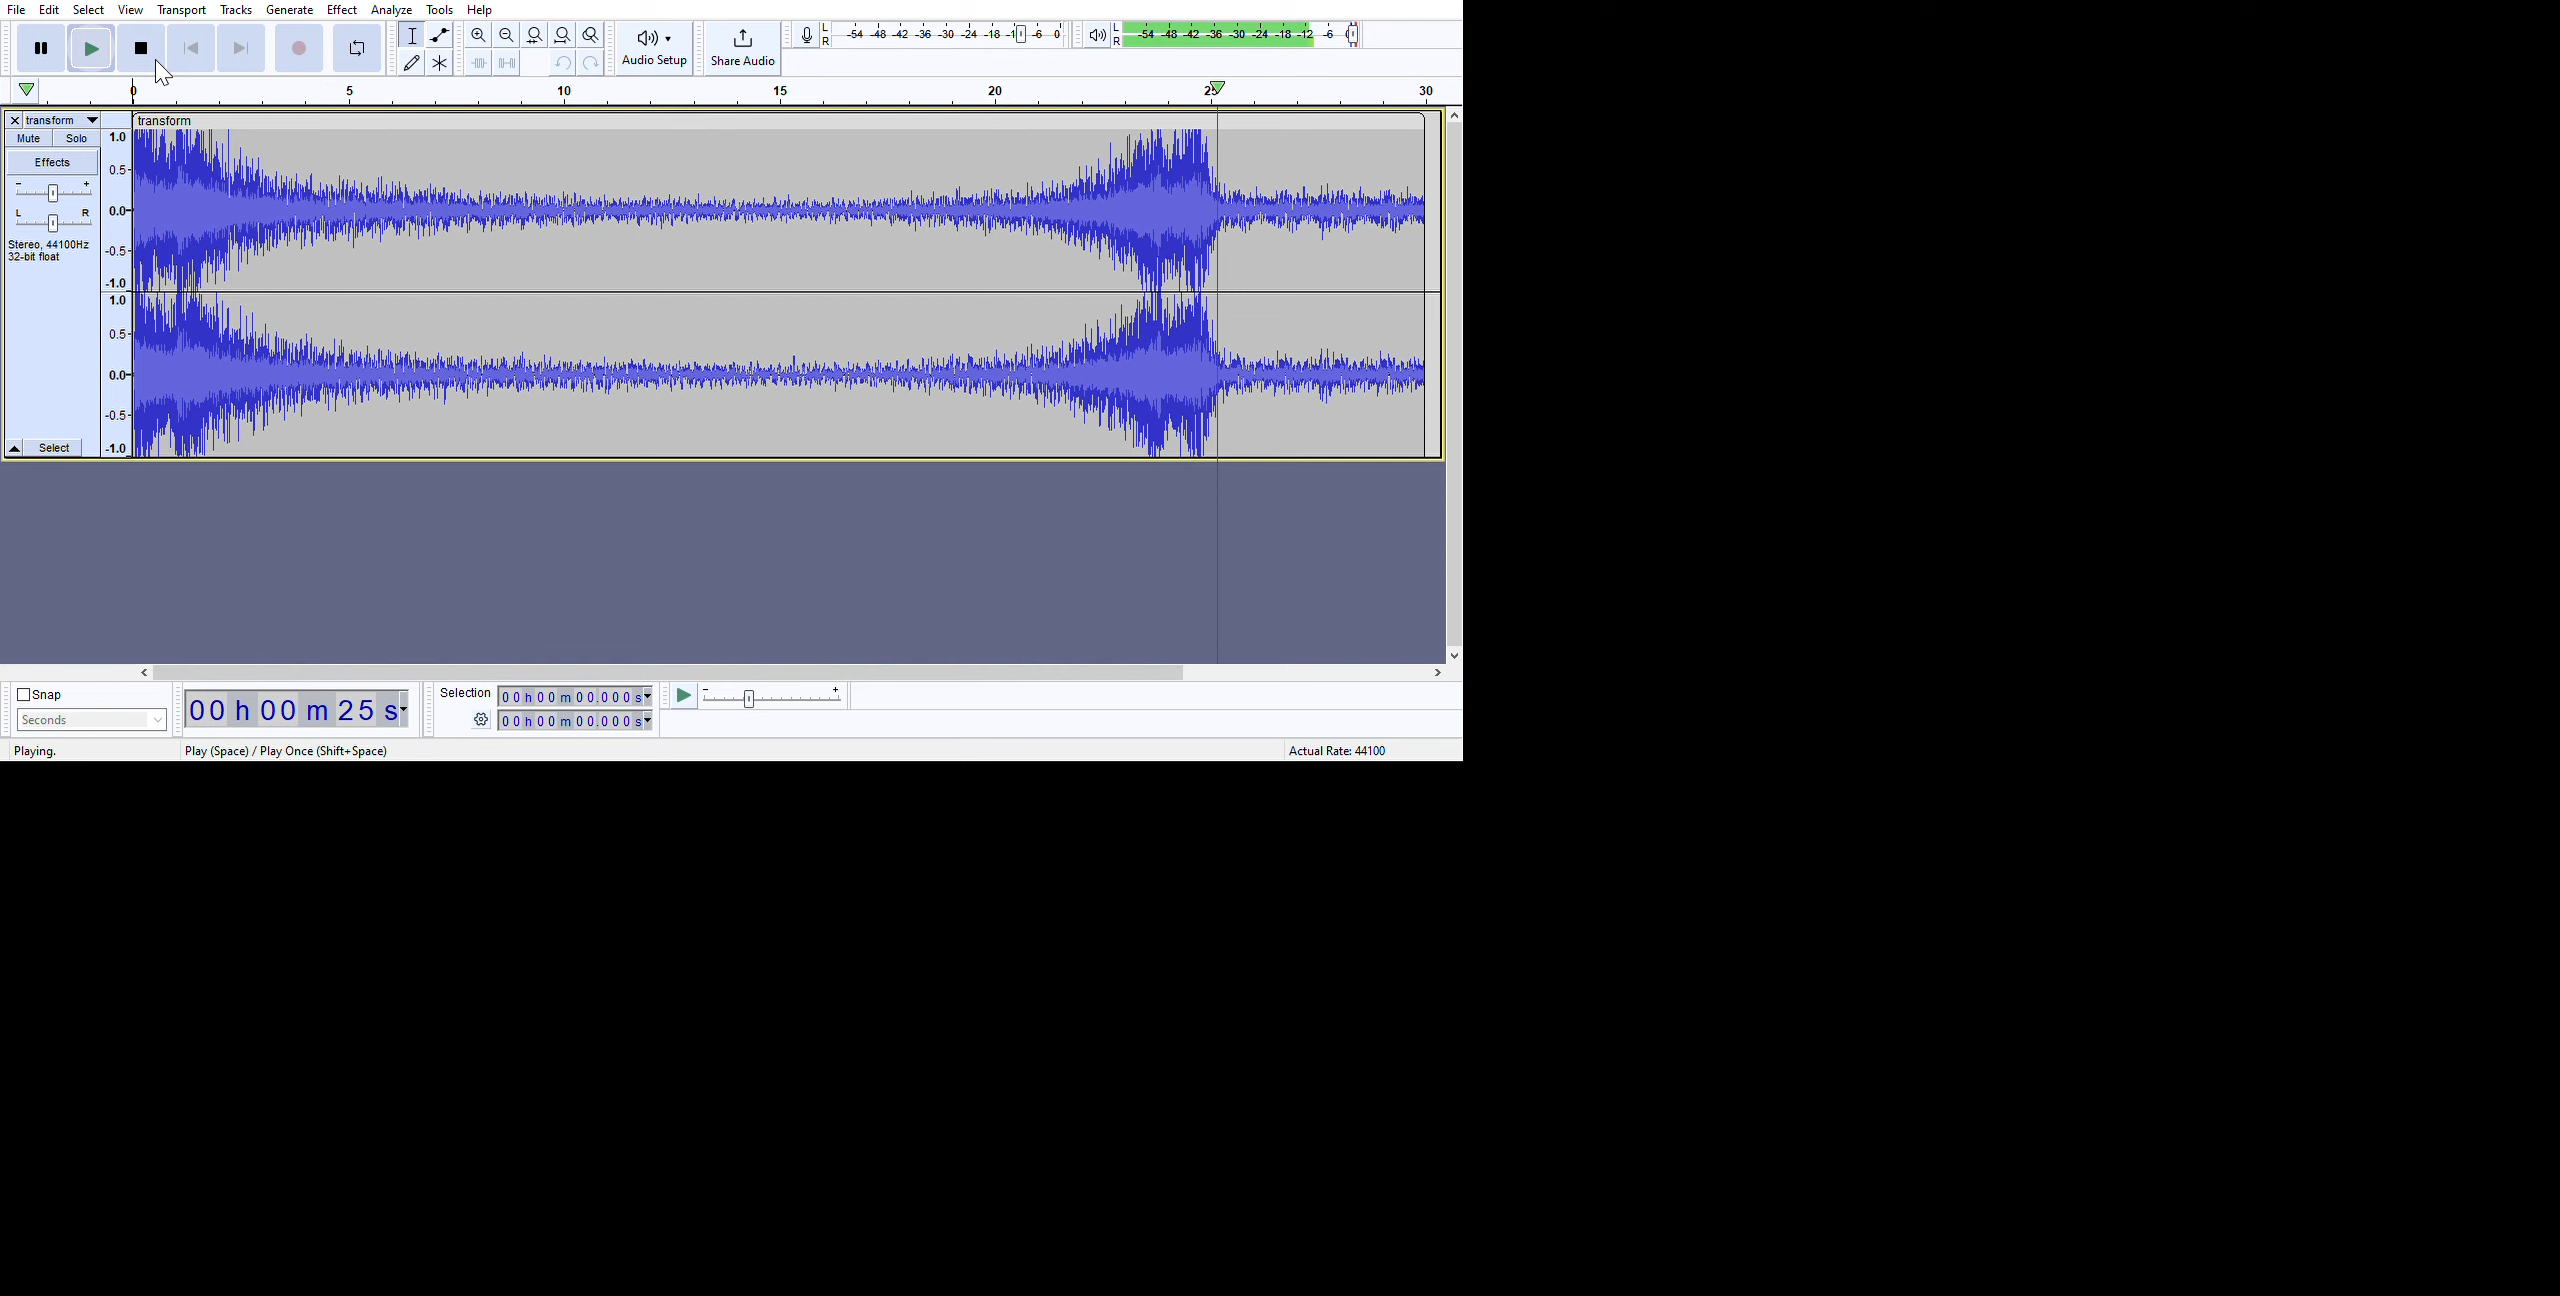 File Edit Select View Transport Tracks Generate Effect Analyze Tools Help
L
R
-54 -48 -42 -36 -30 -24 -18 -1 -6 0
L
R
-54 -48 -42 -36 -30 -24 -18 -12 -6
Audio Setup
Share Audio
0 5 10 15 20 25 30
transform
transform
Mute Solo
Effects
- +
L R
Stereo, 44100Hz
32-bit float
Select
1.0
0.5-
0.0-
-0.5-
-1.0
1.0
0.5-
0.0-
-0.5-
-1.0
Snap
Seconds
00 h 00 m 25 s
Selection
00 h 00 m 00.000 s
00 h 00 m 00.000 s
- +
Playing.
Play (Space) / Play Once (Shift+Space)
Actual Rate: 44100